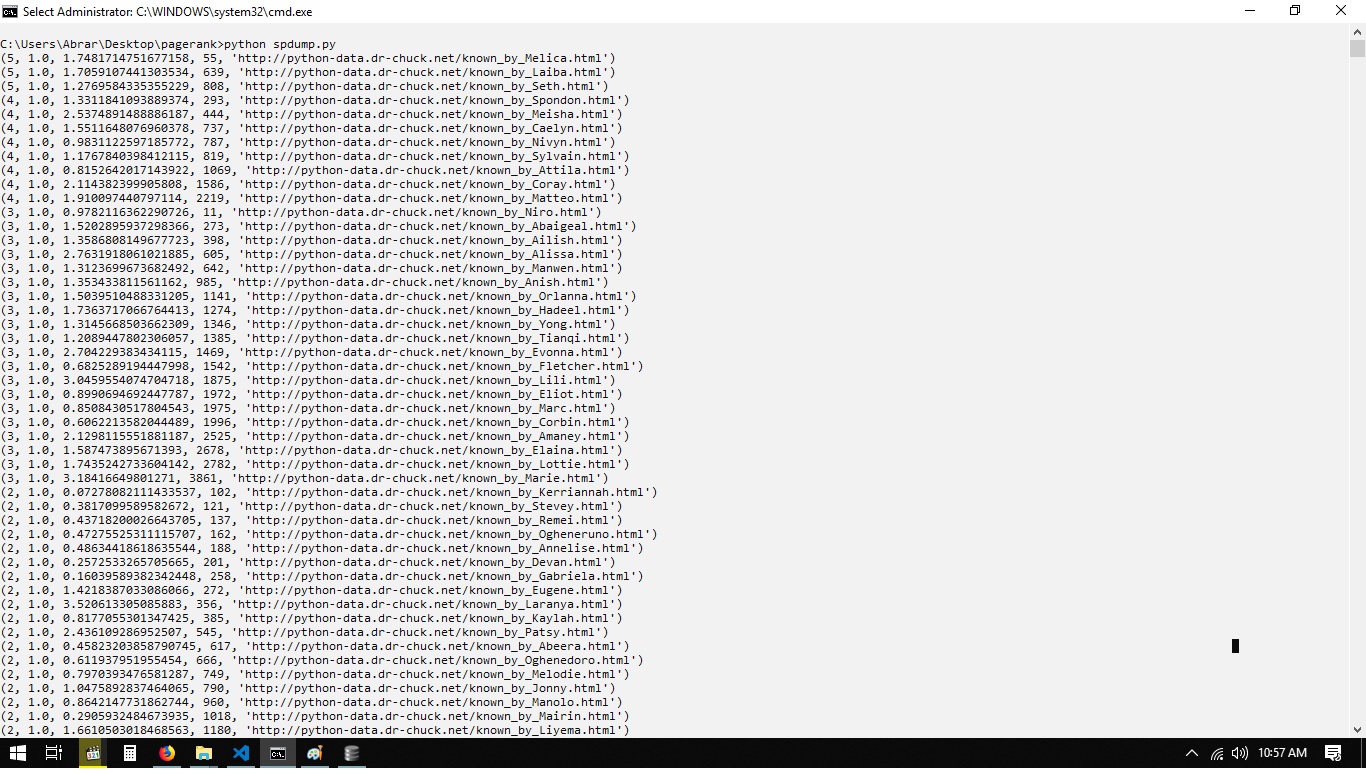 Select Administrator: C:\WINDOWS\system32\cmd.exe
C:\Users\Abrar\Desktop\pagerank>python spdump.py
(5, 1.0, 1.7481714751677158, 55, 'http://python-data.dr-chuck.net/known_by_Melica.html')
(5, 1.0, 1.7059107441303534, 639, 'http://python-data.dr-chuck.net/known_by_Laiba.html')
(5, 1.0, 1.2769584335355229, 808, 'http://python-data.dr-chuck.net/known_by_Seth.html')
(4, 1.0, 1.3311841093889374, 293, 'http://python-data.dr-chuck.net/known_by_Spondon.html')
(4, 1.0, 2.5374891488886187, 444, 'http://python-data.dr-chuck.net/known_by_Meisha.html')
(4, 1.0, 1.5511648076960378, 737, 'http://python-data.dr-chuck.net/known_by_Caelyn.html')
(4, 1.0, 0.9831122597185772, 787, 'http://python-data.dr-chuck.net/known_by_Nivyn.html')
(4, 1.0, 1.1767840398412115, 819, 'http://python-data.dr-chuck.net/known_by_Sylvain.html')
(4, 1.0, 0.8152642017143922, 1069, 'http://python-data.dr-chuck.net/known_by_Attila.html')
(4, 1.0, 2.114382399905808, 1586, 'http://python-data.dr-chuck.net/known_by_Coray.html')
(4, 1.0, 1.910097440797114, 2219, 'http://python-data.dr-chuck.net/known_by_Matteo.html')
(3, 1.0, 0.9782116362290726, 11, 'http://python-data.dr-chuck.net/known_by_Niro.html')
(3, 1.0, 1.5202895937298366, 273, 'http://python-data.dr-chuck.net/known_by_Abaigeal.html')
(3, 1.0, 1.3586808149677723, 398, 'http://python-data.dr-chuck.net/known_by_Ailish.html')
(3, 1.0, 2.7631918061021885, 605, 'http://python-data.dr-chuck.net/known_by_Alissa.html')
(3, 1.0, 1.3123699673682492, 642, 'http://python-data.dr-chuck.net/known_by_Manwen.html')
(3, 1.0, 1.353433811561162, 985, 'http://python-data.dr-chuck.net/known_by_Anish.html')
(3, 1.0, 1.5039510488331205, 1141, 'http://python-data.dr-chuck.net/known_by_Orlanna.html')
(3, 1.0, 1.7363717066764413, 1274, 'http://python-data.dr-chuck.net/known_by_Hadeel.html')
(3, 1.0, 1.3145668503662309, 1346, 'http://python-data.dr-chuck.net/known_by_Yong.html')
(3, 1.0, 1.2089447802306057, 1385, 'http://python-data.dr-chuck.net/known_by_Tianqi.html')
(3, 1.0, 2.704229383434115, 1469, 'http://python-data.dr-chuck.net/known_by_Evonna.html')
(3, 1.0, 0.6825289194447998, 1542, 'http://python-data.dr-chuck.net/known_by_Fletcher.html')
(3, 1.0, 3.0459554074704718, 1875, 'http://python-data.dr-chuck.net/known_by_Lili.html')
(3, 1.0, 0.8990694692447787, 1972, 'http://python-data.dr-chuck.net/known_by_Eliot.html')
(3, 1.0, 0.8508430517804543, 1975, 'http://python-data.dr-chuck.net/known_by_Marc.html')
(3, 1.0, 0.6062213582044489, 1996, 'http://python-data.dr-chuck.net/known_by_Corbin.html')
(3, 1.0, 2.1298115551881187, 2525, 'http://python-data.dr-chuck.net/known_by_Amaney.html')
(3, 1.0, 1.587473895671393, 2678, 'http://python-data.dr-chuck.net/known_by_Elaina.html')
(3, 1.0, 1.7435242733604142, 2782, 'http://python-data.dr-chuck.net/known_by_Lottie.html')
(3, 1.0, 3.18416649801271, 3861, 'http://python-data.dr-chuck.net/known_by_Marie.html')
(2, 1.0, 0.07278082111433537, 102, 'http://python-data.dr-chuck.net/known_by_Kerriannah.html')
(2, 1.0, 0.3817099589582672, 121, 'http://python-data.dr-chuck.net/known_by_Stevey.html')
(2, 1.0, 0.43718200026643705, 137, 'http://python-data.dr-chuck.net/known_by_Remei.html')
(2, 1.0, 0.47275525311115707, 162, 'http://python-data.dr-chuck.net/known_by_Ogheneruno.html')
(2, 1.0, 0.48634418618635544, 188, 'http://python-data.dr-chuck.net/known_by_Annelise.html')
(2, 1.0, 0.2572533265705665, 201, 'http://python-data.dr-chuck.net/known_by_Devan.html')
(2, 1.0, 0.16039589382342448, 258, 'http://python-data.dr-chuck.net/known_by_Gabriela.html')
(2, 1.0, 1.4218387033086066, 272, 'http://python-data.dr-chuck.net/known_by_Eugene.html')
(2, 1.0, 3.520613305085883, 356, 'http://python-data.dr-chuck.net/known_by_Laranya.html')
(2, 1.0, 0.8177055301347425, 385, 'http://python-data.dr-chuck.net/known_by_Kaylah.html')
(2, 1.0, 2.436109286952507, 545, 'http://python-data.dr-chuck.net/known_by_Patsy.html')
(2, 1.0, 0.45823203858790745, 617, 'http://python-data.dr-chuck.net/known_by_Abeera.html')
(2, 1.0, 0.611937951955454, 666, 'http://python-data.dr-chuck.net/known_by_Oghenedoro.html')
(2, 1.0, 0.7970393476581287, 749, 'http://python-data.dr-chuck.net/known_by_Melodie.html')
(2, 1.0, 1.0475892837464065, 790, 'http://python-data.dr-chuck.net/known_by_Jonny.html')
(2, 1.0, 0.8642147731862744, 960, 'http://python-data.dr-chuck.net/known_by_Manolo.html')
(2, 1.0, 0.2905932484673935, 1018, 'http://python-data.dr-chuck.net/known_by_Mairin.html')
(2, 1.0, 1.6610503018468563, 1180, 'http://python-data.dr-chuck.net/known_by_Liyema.html')
10:57 AM